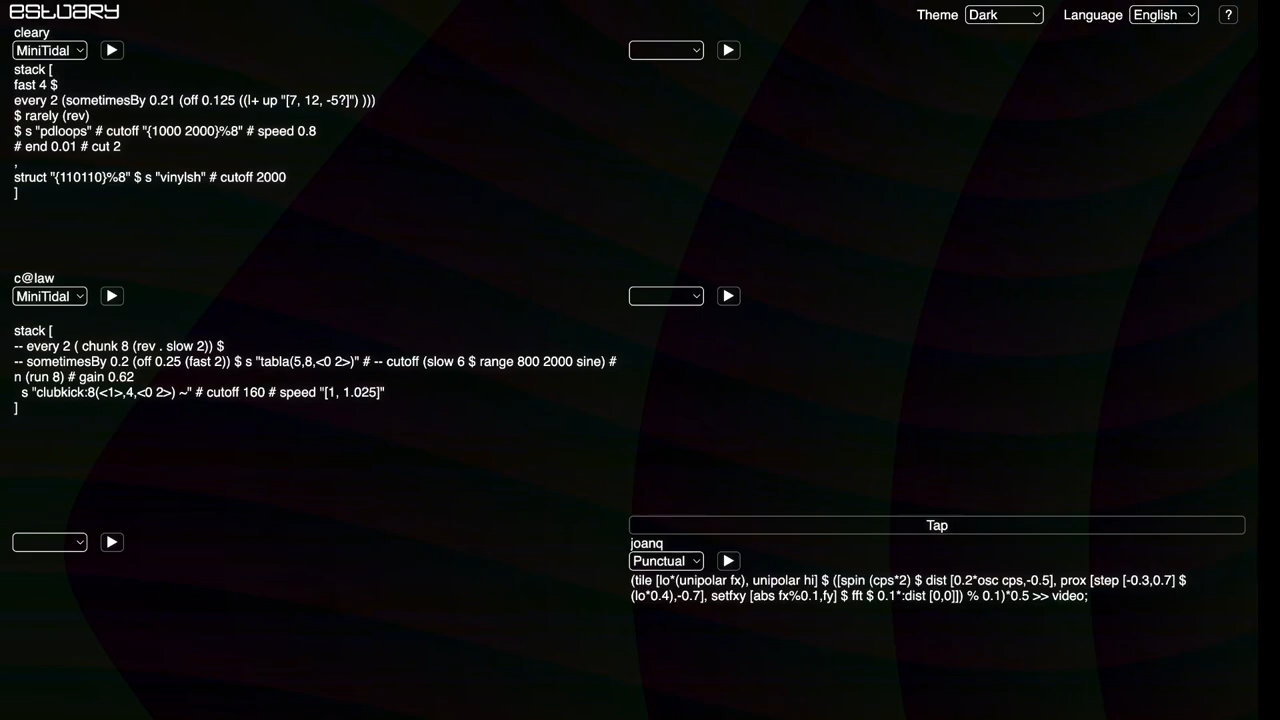 estuary
Theme Dark Language English ?
cleary
MiniTidal
stack [
fast 4 $
every 2 (sometimesBy 0.21 (off 0.125 ((|+ up "[7, 12, -5?]") )))
$ rarely (rev)
$ s "pdloops" # cutoff "{1000 2000}%8" # speed 0.8
# end 0.01 # cut 2
,
struct "{110110}%8" $ s "vinylsh" # cutoff 2000
]
c@law
MiniTidal
stack [
-- every 2 ( chunk 8 (rev . slow 2)) $
-- sometimesBy 0.2 (off 0.25 (fast 2)) $ s "tabla(5,8,<0 2>)" # -- cutoff (slow 6 $ range 800 2000 sine) #
n (run 8) # gain 0.62
s "clubkick:8(<1>,4,<0 2>) ~" # cutoff 160 # speed "[1, 1.025]"
]
Tap
joanq
Punctual
(tile [lo*(unipolar fx), unipolar hi] $ ([spin (cps*2) $ dist [0.2*osc cps,-0.5], prox [step [-0.3,0.7] $
(lo*0.4),-0.7], setfxy [abs fx%0.1,fy] $ fft $ 0.1*:dist [0,0]]) % 0.1)*0.5 >> video;